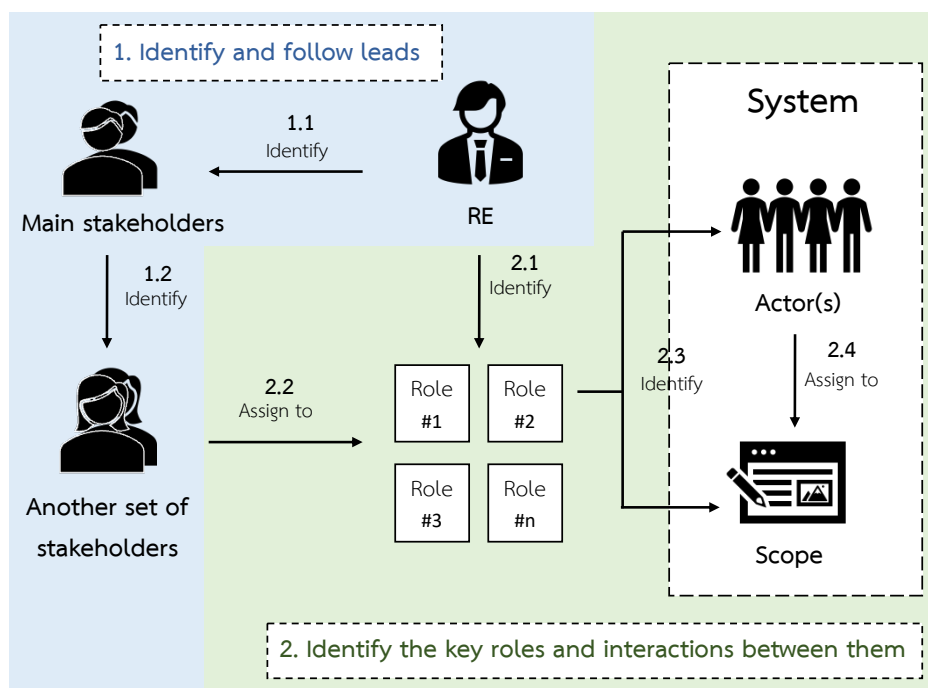 1. Identify and follow leads
System
1.1
Identify
Main stakeholders
RE
1.2
Identify
2.1
Identify
Actor(s)
2.2
Assign to
Role
#1
Role
#2
2.3
Identify
2.4
Assign to
Role
#3
Role
#n
Another set of
stakeholders
Scope
2. Identify the key roles and interactions between them